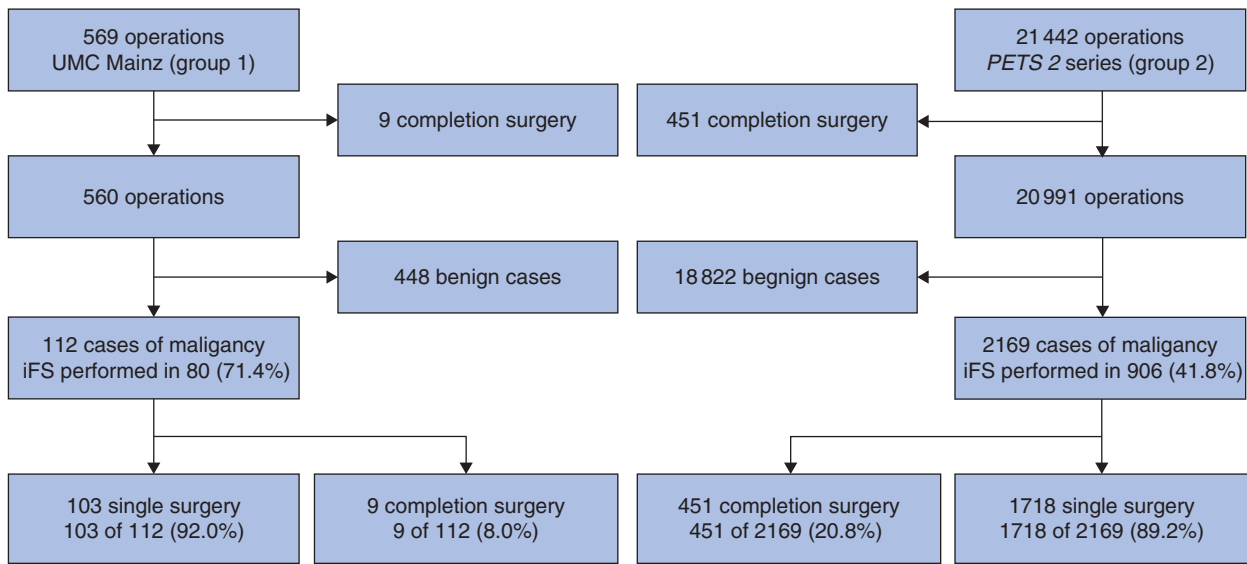 569 operations
UMC Mainz (group 1)
21 442 operations
PETS 2 series (group 2)
9 completion surgery
451 completion surgery
560 operations
20 991 operations
448 benign cases
18 822 begnign cases
112 cases of maligancy
iFS performed in 80 (71.4%)
2169 cases of maligancy
iFS performed in 906 (41.8%)
103 single surgery
103 of 112 (92.0%)
9 completion surgery
9 of 112 (8.0%)
451 completion surgery
451 of 2169 (20.8%)
1718 single surgery
1718 of 2169 (89.2%)